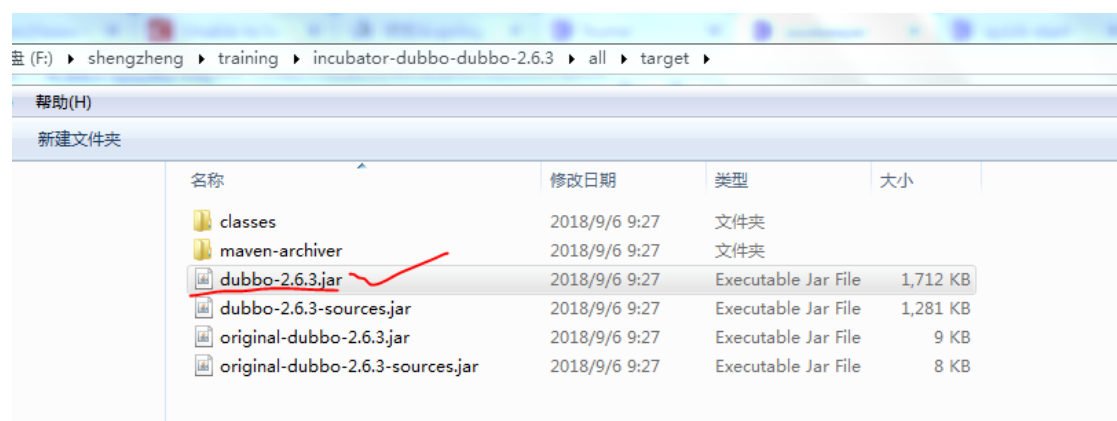 盘 (F:) ▸ shengzheng ▸ training ▸ incubator-dubbo-dubbo-2.6.3 ▸ all ▸ target ▸
帮助(H)
新建文件夹
名称 修改日期 类型 大小
classes 2018/9/6 9:27 文件夹
maven-archiver 2018/9/6 9:27 文件夹
dubbo-2.6.3.jar 2018/9/6 9:27 Executable Jar File 1,712 KB
dubbo-2.6.3-sources.jar 2018/9/6 9:27 Executable Jar File 1,281 KB
original-dubbo-2.6.3.jar 2018/9/6 9:27 Executable Jar File 9 KB
original-dubbo-2.6.3-sources.jar 2018/9/6 9:27 Executable Jar File 8 KB